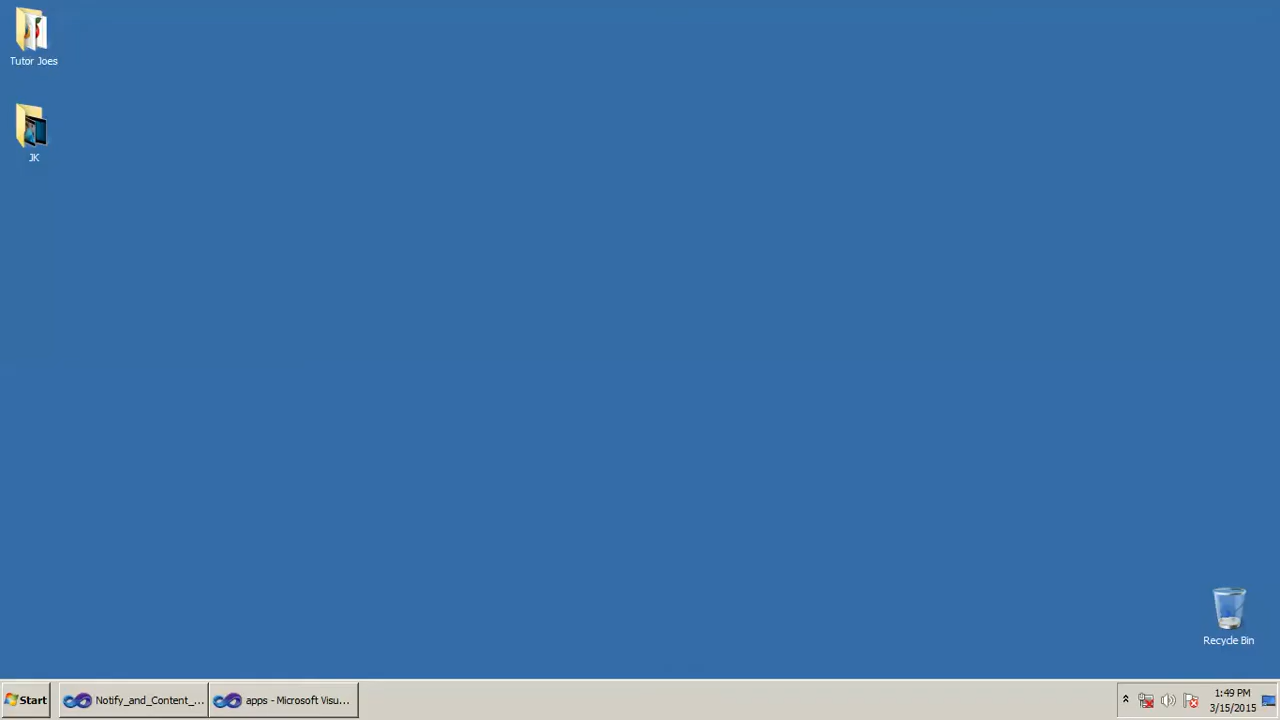 Tutor Joes
JK
Recycle Bin
Start
Notify_and_Content_...
apps - Microsoft Visu...
1:49 PM
3/15/2015